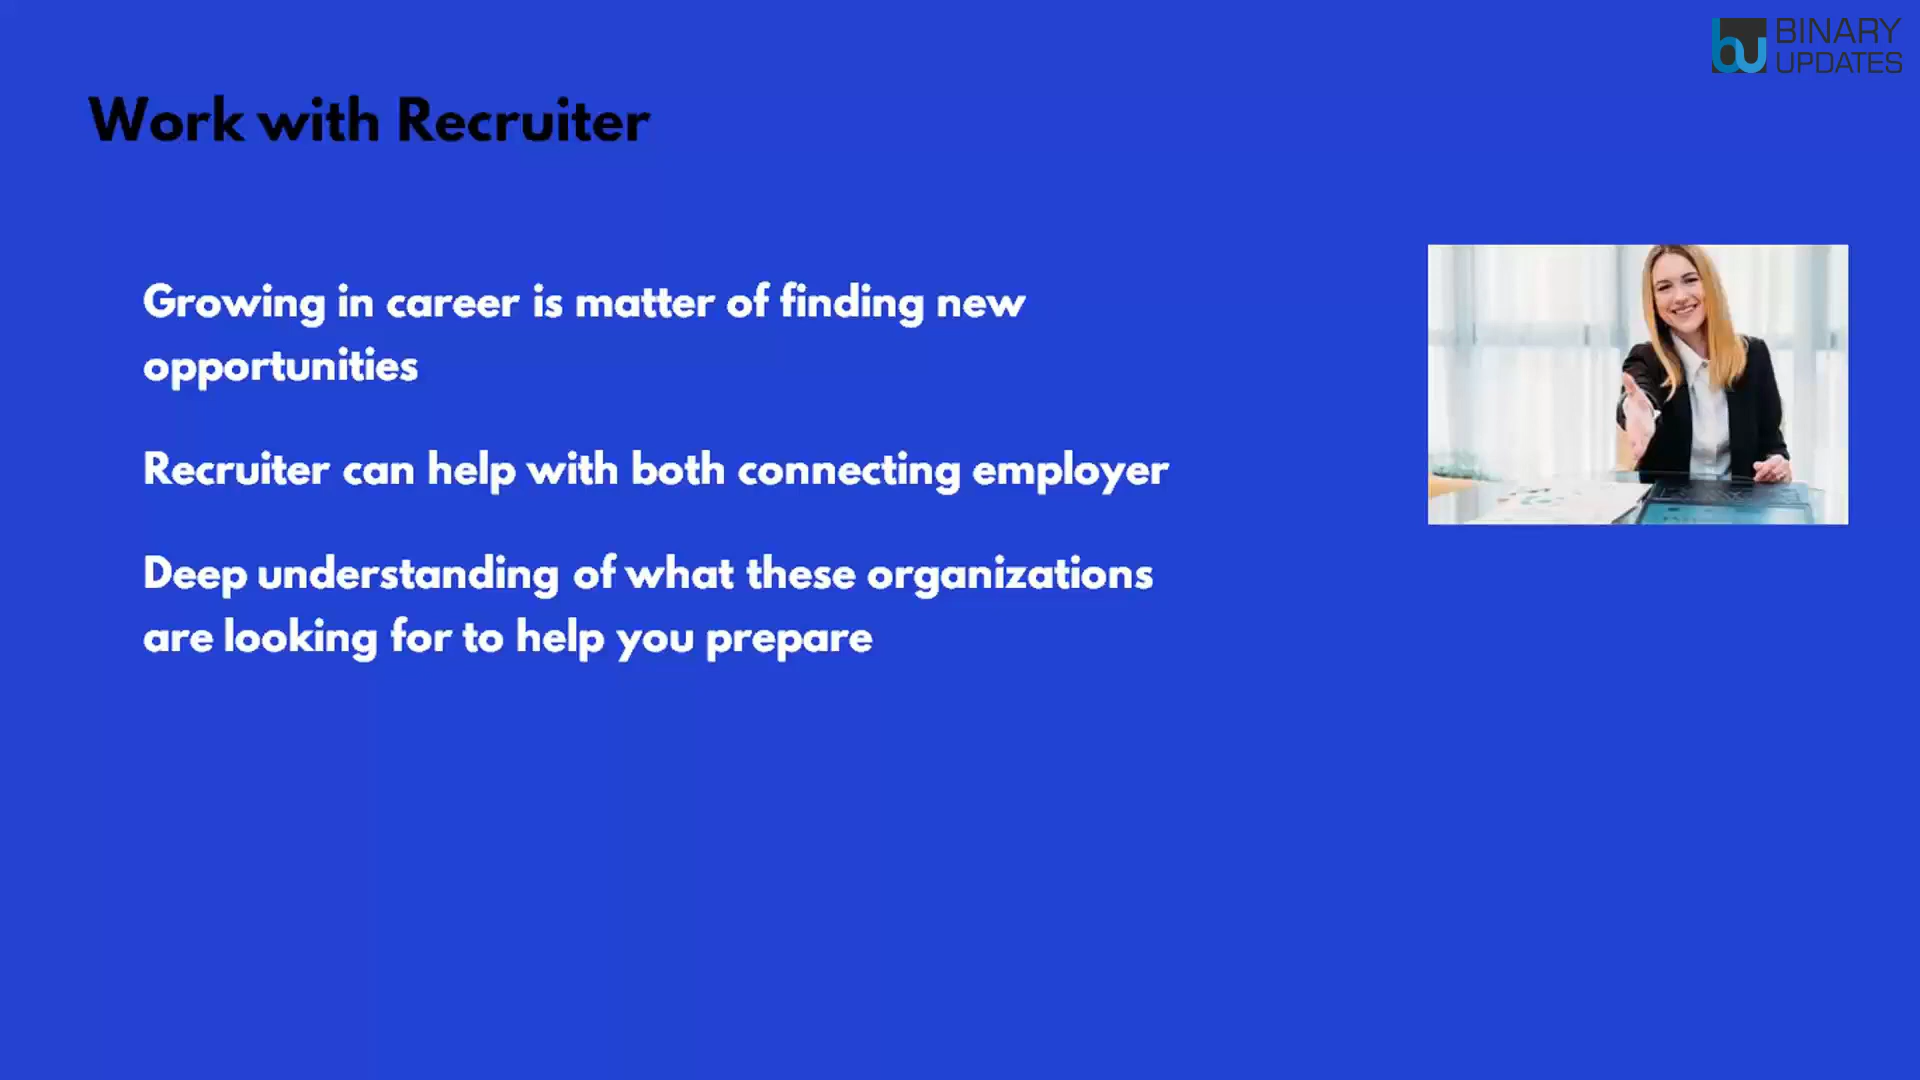 BINARY
UPDATES
Work with Recruiter
Growing in career is matter of finding new
opportunities
Recruiter can help with both connecting employer
Deep understanding of what these organizations
are looking for to help you prepare